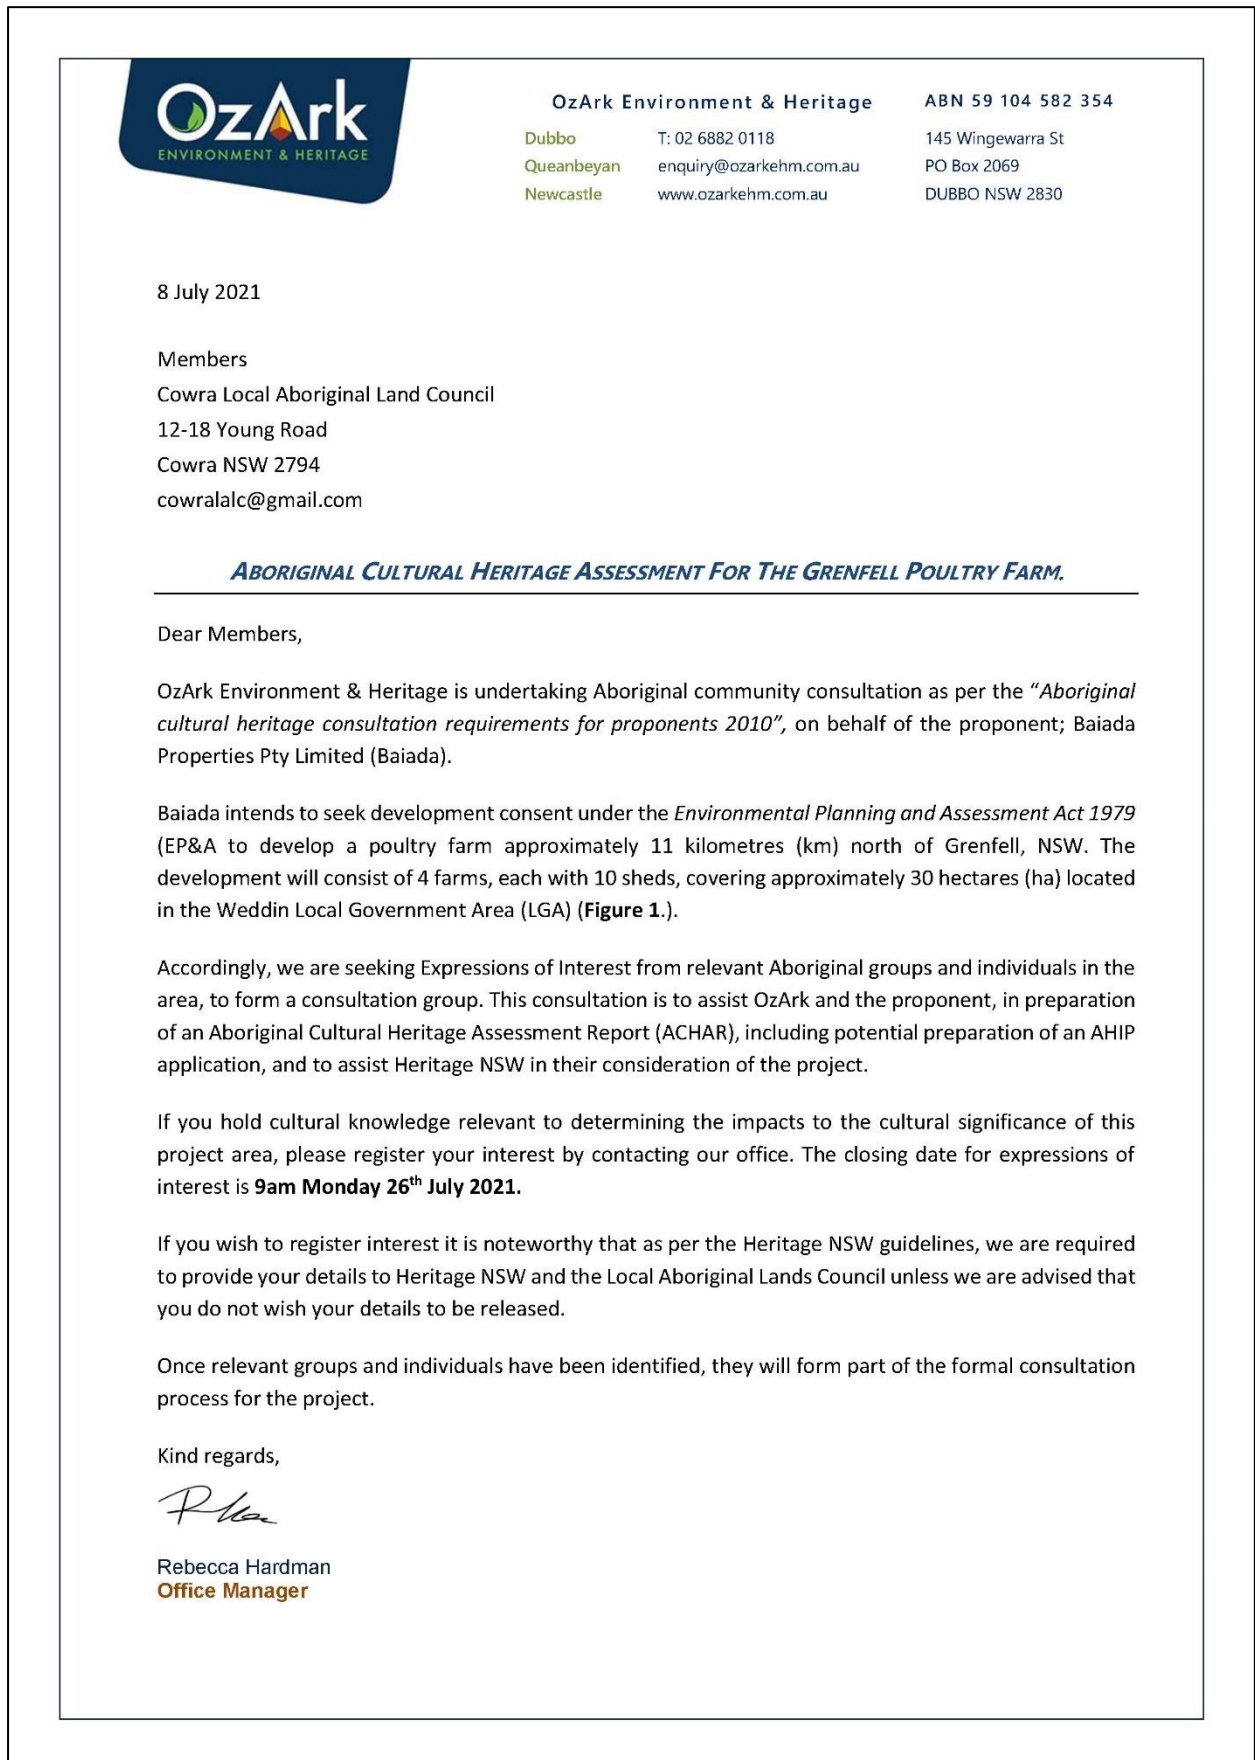 OzArk
ENVIRONMENT & HERITAGE
OzArk Environment & Heritage
ABN 59 104 582 354
Dubbo
T: 02 6882 0118
145 Wingewarra St
Queanbeyan
enquiry@ozarkehm.com.au
PO Box 2069
Newcastle
www.ozarkehm.com.au
DUBBO NSW 2830
8 July 2021
Members
Cowra Local Aboriginal Land Council
12-18 Young Road
Cowra NSW 2794
cowralalc@gmail.com
ABORIGINAL CULTURAL HERITAGE ASSESSMENT FOR THE GRENFELL POULTRY FARM.
Dear Members,
OzArk Environment & Heritage is undertaking Aboriginal community consultation as per the “Aboriginal
cultural heritage consultation requirements for proponents 2010”, on behalf of the proponent; Baiada
Properties Pty Limited (Baiada).
Baiada intends to seek development consent under the Environmental Planning and Assessment Act 1979
(EP&A to develop a poultry farm approximately 11 kilometres (km) north of Grenfell, NSW. The
development will consist of 4 farms, each with 10 sheds, covering approximately 30 hectares (ha) located
in the Weddin Local Government Area (LGA) (Figure 1.).
Accordingly, we are seeking Expressions of Interest from relevant Aboriginal groups and individuals in the
area, to form a consultation group. This consultation is to assist OzArk and the proponent, in preparation
of an Aboriginal Cultural Heritage Assessment Report (ACHAR), including potential preparation of an AHIP
application, and to assist Heritage NSW in their consideration of the project.
If you hold cultural knowledge relevant to determining the impacts to the cultural significance of this
project area, please register your interest by contacting our office. The closing date for expressions of
interest is 9am Monday 26th July 2021.
If you wish to register interest it is noteworthy that as per the Heritage NSW guidelines, we are required
to provide your details to Heritage NSW and the Local Aboriginal Lands Council unless we are advised that
you do not wish your details to be released.
Once relevant groups and individuals have been identified, they will form part of the formal consultation
process for the project.
Kind regards,
Rebecca Hardman
Office Manager